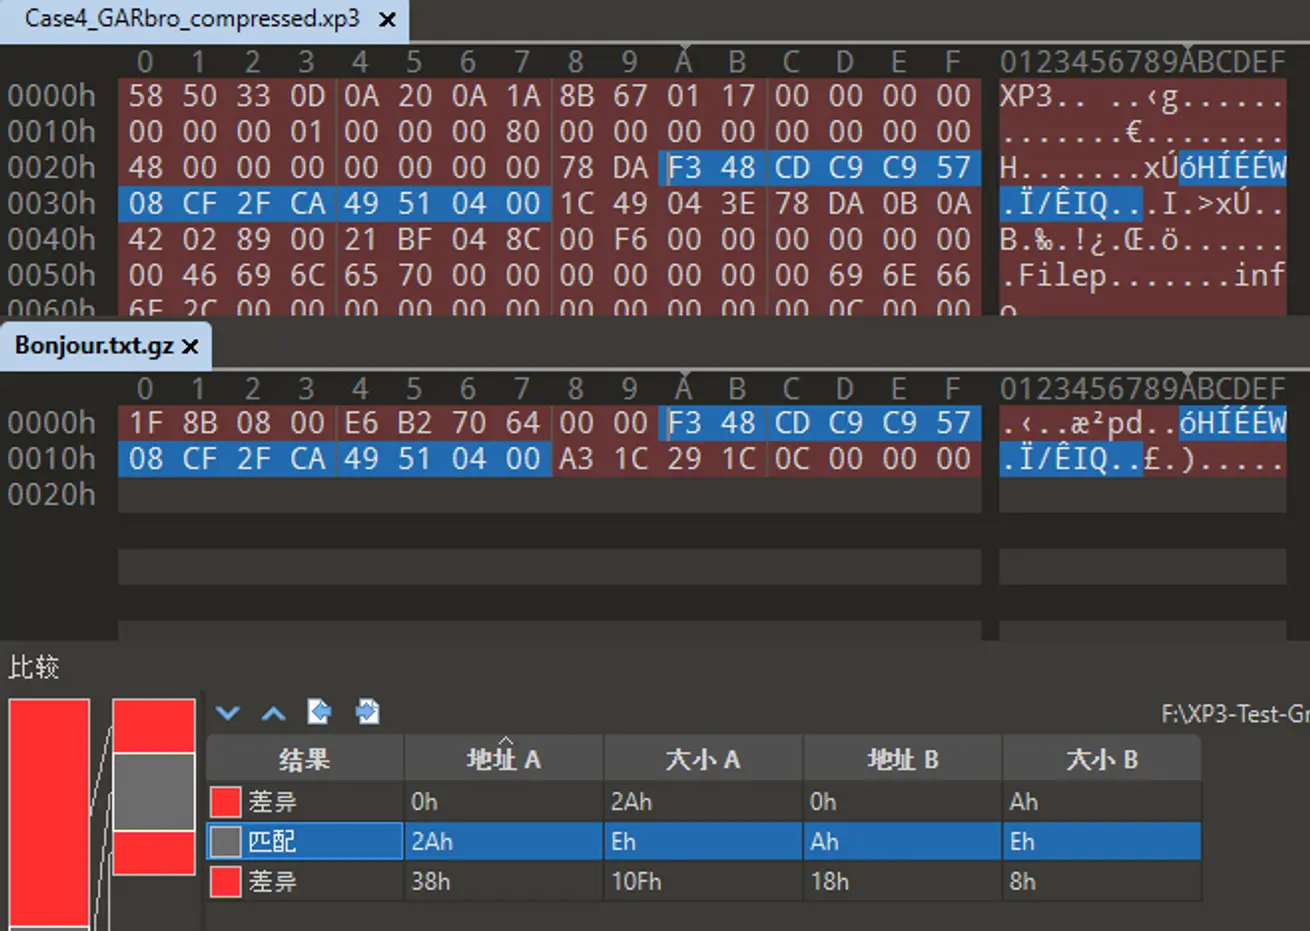 Case4_GARbro_compressed.xp3 ×
0 1 2 3 4 5 6 7 8 9 A B C D E F 0123456789ABCDEF
0000h 58 50 33 0D 0A 20 0A 1A 8B 67 01 17 00 00 00 00 XP3.. ..‹g......
0010h 00 00 00 01 00 00 00 80 00 00 00 00 00 00 00 00 .......€........
0020h 48 00 00 00 00 00 00 00 78 DA F3 48 CD C9 C9 57 H.......xÚóHÍÉÉW
0030h 08 CF 2F CA 49 51 04 00 1C 49 04 3E 78 DA 0B 0A .Ï/ÊIQ...I.>xÚ..
0040h 42 02 89 00 21 BF 04 8C 00 F6 00 00 00 00 00 00 B.‰.!¿.Œ.ö......
0050h 00 46 69 6C 65 70 00 00 00 00 00 00 00 69 6E 66 .Filep.......inf
0060h 6F 2C 00 00 00 00 00 00 00 00 00 00 00 0C 00 00 o
Bonjour.txt.gz ×
0 1 2 3 4 5 6 7 8 9 A B C D E F 0123456789ABCDEF
0000h 1F 8B 08 00 E6 B2 70 64 00 00 F3 48 CD C9 C9 57 .‹..æ²pd..óHÍÉÉW
0010h 08 CF 2F CA 49 51 04 00 A3 1C 29 1C 0C 00 00 00 .Ï/ÊIQ..£.).....
0020h
比较
F:\XP3-Test-Gr
结果 地址 A 大小 A 地址 B 大小 B
差异 0h 2Ah 0h Ah
匹配 2Ah Eh Ah Eh
差异 38h 10Fh 18h 8h